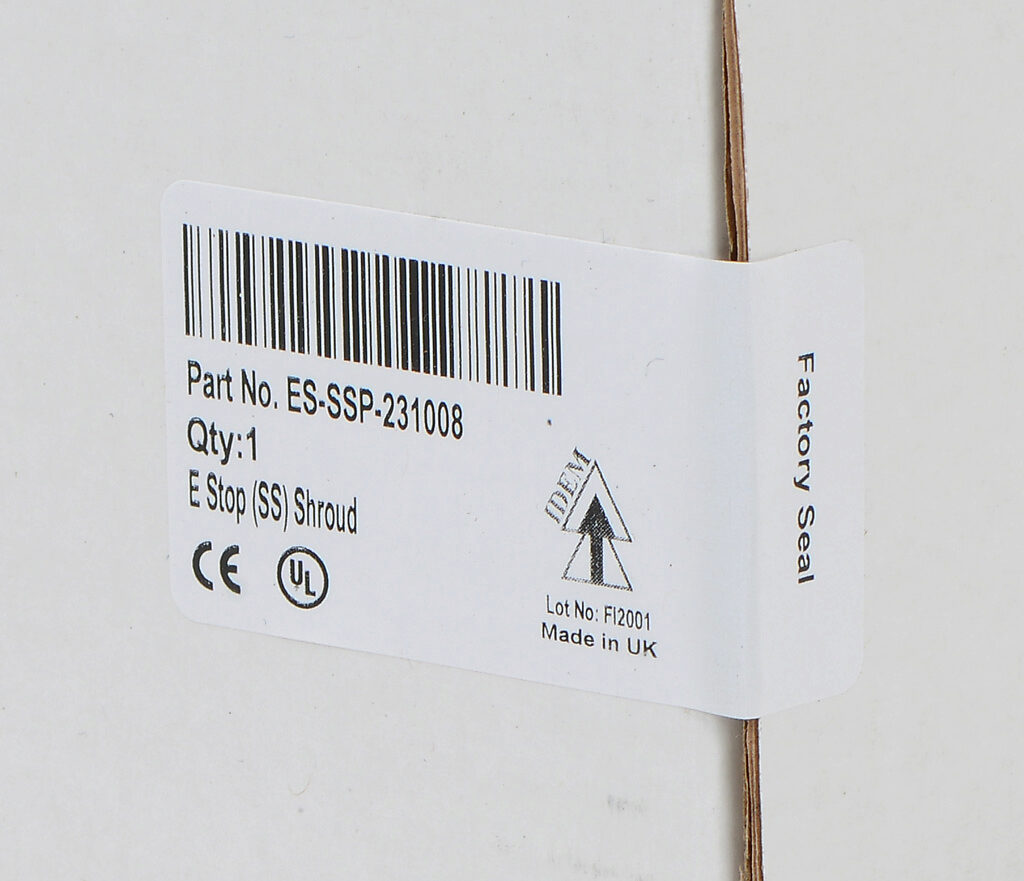 Part No. ES-SSP-231008
Qty:1
E Stop (SS) Shroud
CE
UL
IDEM
Lot No: FI2001
Made in UK
Factory Seal